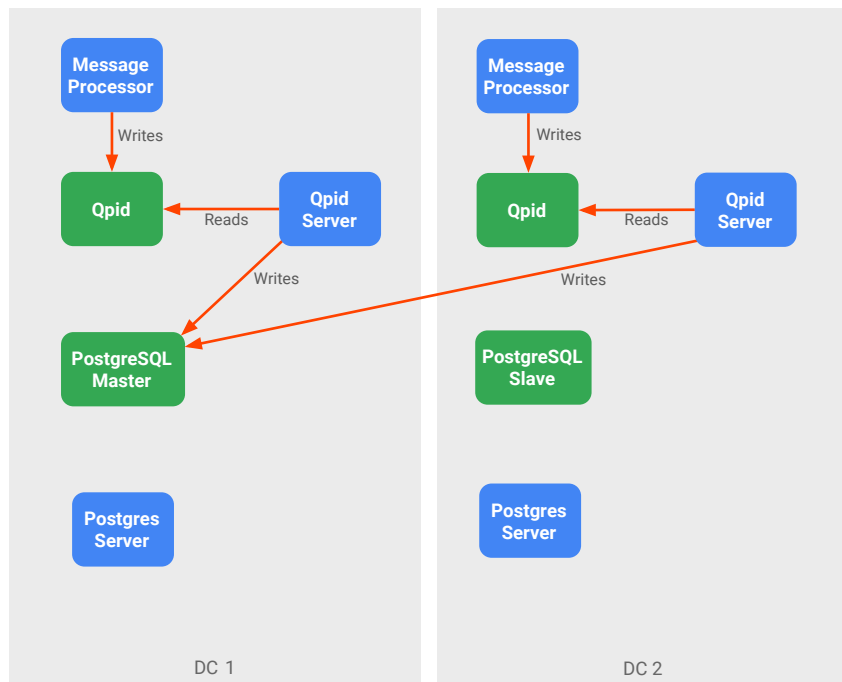 Message
Processor
Writes
Qpid
Reads
Qpid
Server
Writes
PostgreSQL
Master
Postgres
Server
DC 1
Message
Processor
Writes
Qpid
Reads
Qpid
Server
Writes
PostgreSQL
Slave
Postgres
Server
DC 2